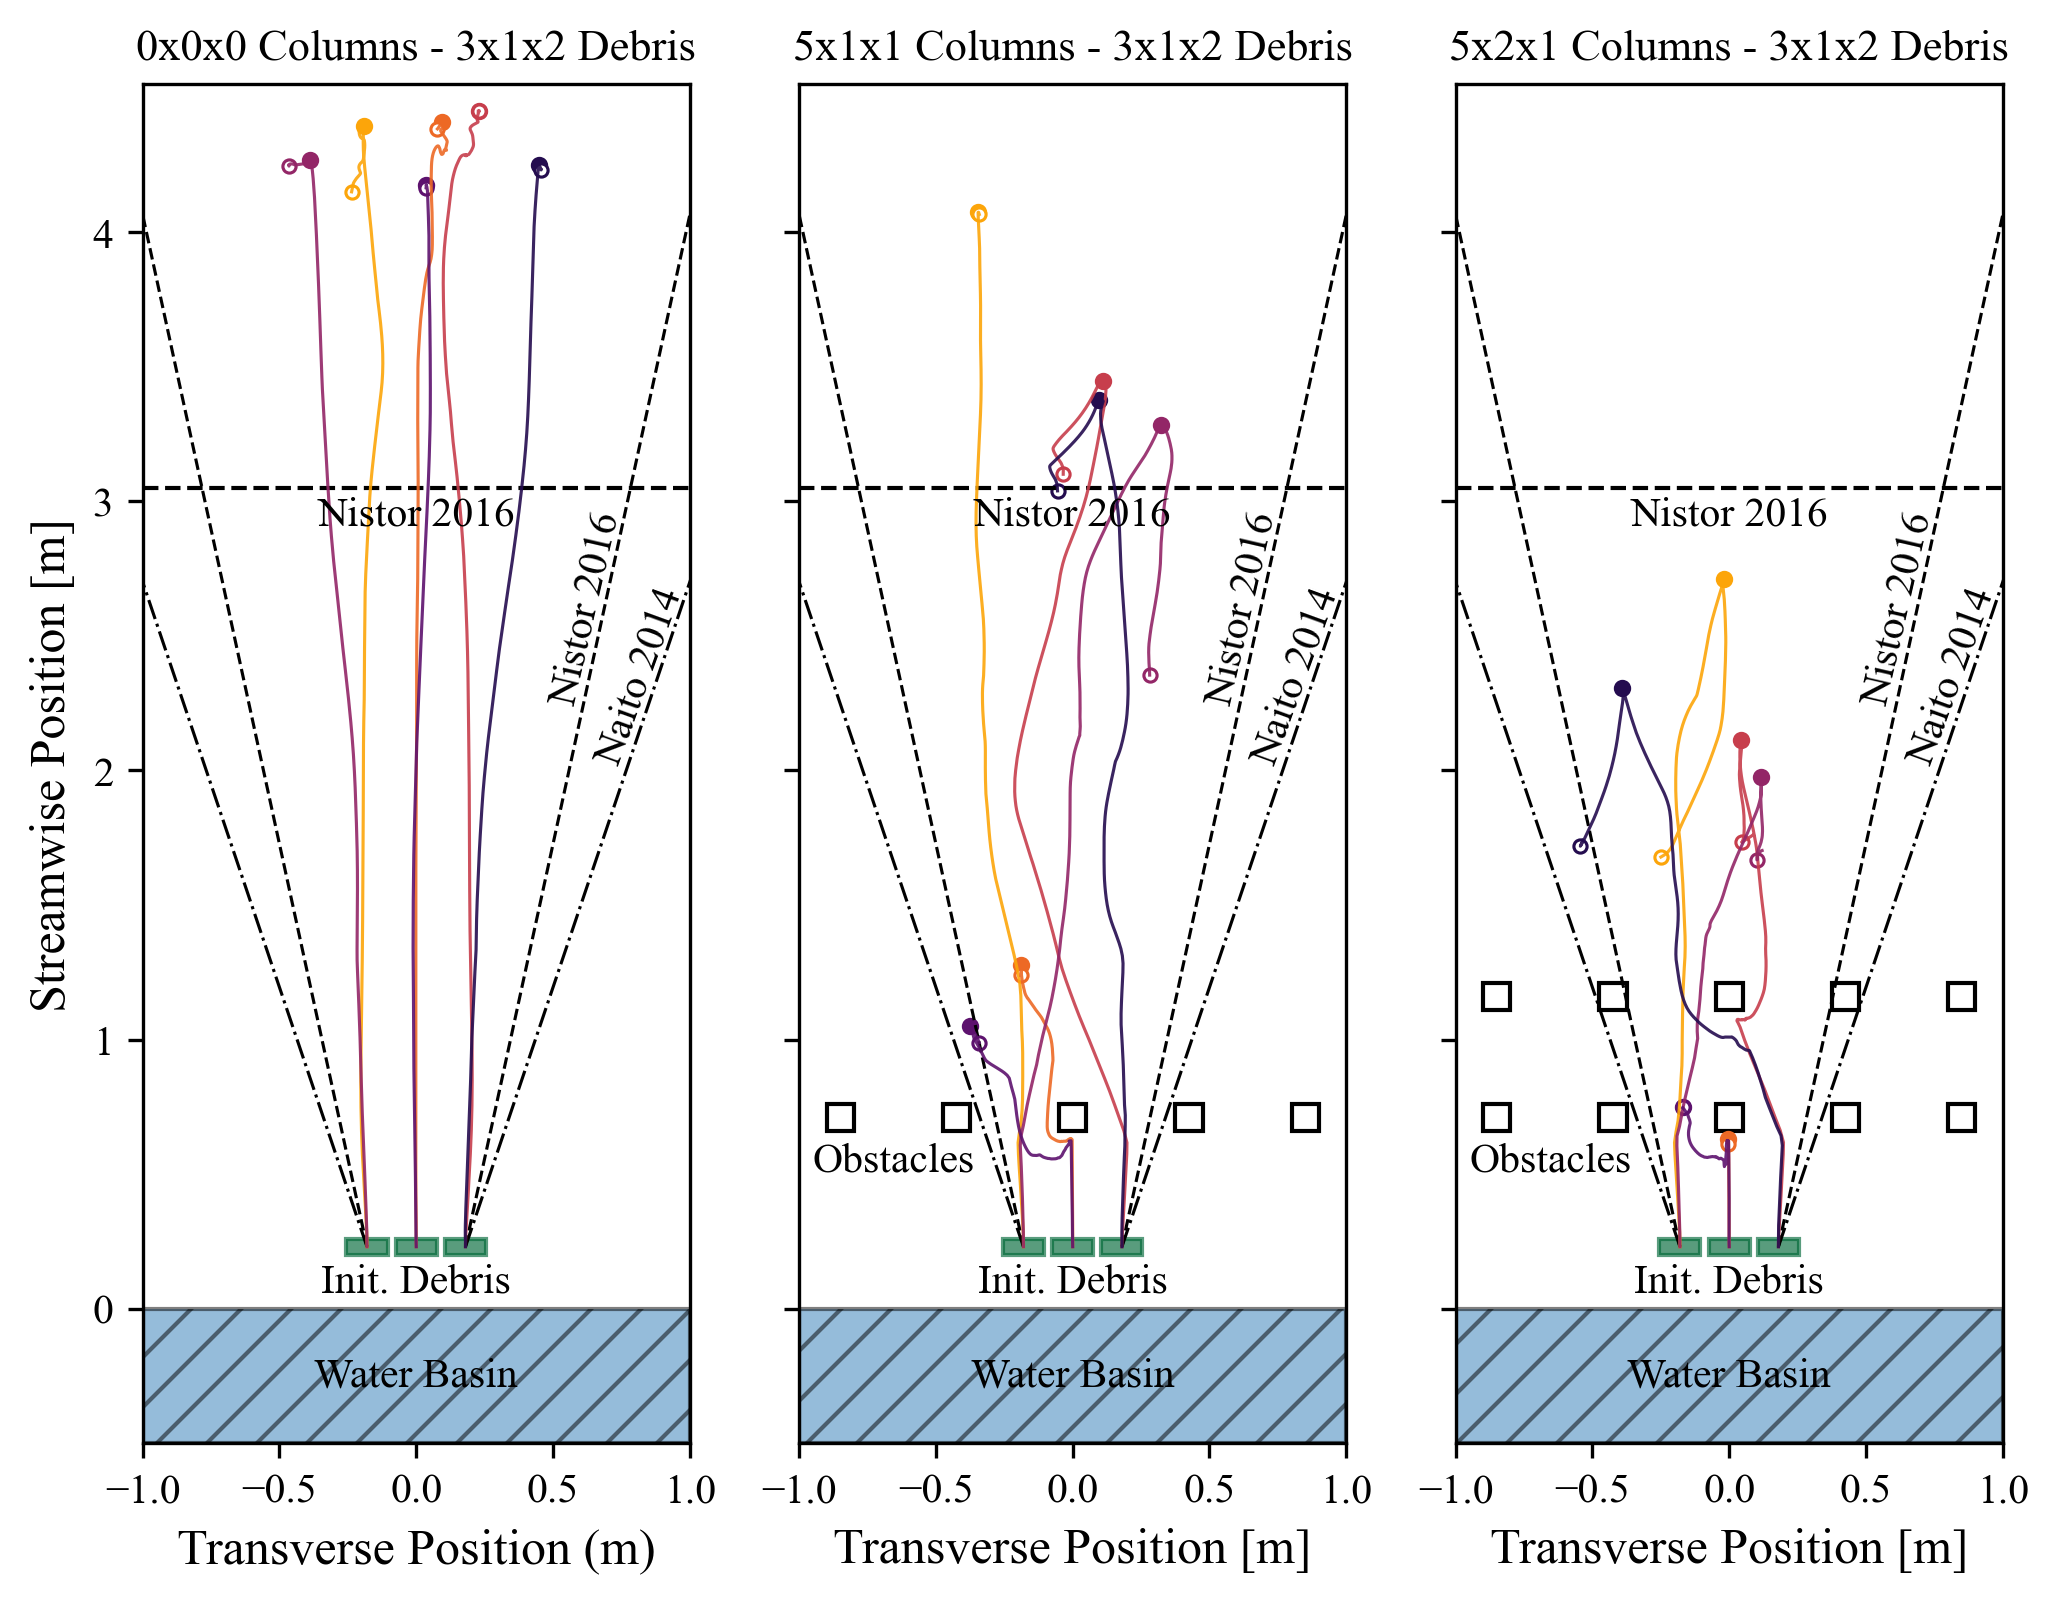 0x0x0 Columns - 3x1x2 Debris
5x1x1 Columns - 3x1x2 Debris
5x2x1 Columns - 3x1x2 Debris
Streamwise Position [m]
4
3
2
1
0
Nistor 2016
Nistor 2016
Naito 2014
Init. Debris
Water Basin
−1.0
−0.5
0.0
0.5
1.0
Transverse Position (m)
Nistor 2016
Nistor 2016
Naito 2014
Obstacles
Init. Debris
Water Basin
−1.0
−0.5
0.0
0.5
1.0
Transverse Position [m]
Nistor 2016
Nistor 2016
Naito 2014
Obstacles
Init. Debris
Water Basin
−1.0
−0.5
0.0
0.5
1.0
Transverse Position [m]